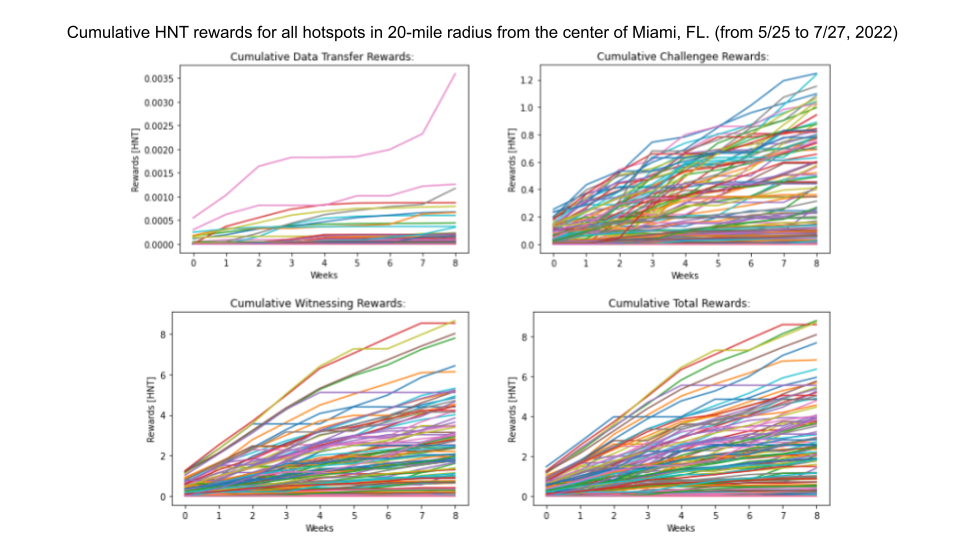 Cumulative HNT rewards for all hotspots in 20-mile radius from the center of Miami, FL. (from 5/25 to 7/27, 2022)
Cumulative Data Transfer Rewards:
Rewards [HNT]
0.0035
0.0030
0.0025
0.0020
0.0015
0.0010
0.0005
0.0000
0 1 2 3 4 5 6 7 8
Weeks
Cumulative Challengee Rewards:
Rewards [HNT]
1.2
1.0
0.8
0.6
0.4
0.2
0.0
0 1 2 3 4 5 6 7 8
Weeks
Cumulative Witnessing Rewards:
Rewards [HNT]
8
6
4
2
0
0 1 2 3 4 5 6 7 8
Weeks
Cumulative Total Rewards:
Rewards [HNT]
8
6
4
2
0
0 1 2 3 4 5 6 7 8
Weeks